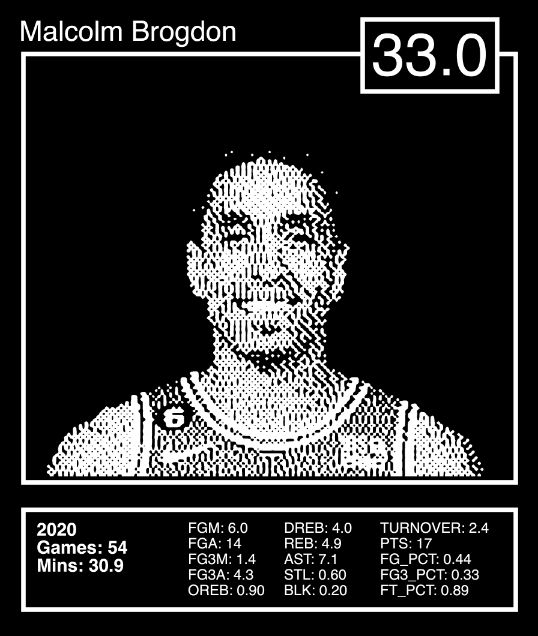 Malcolm Brogdon
33.0
6
2020
Games: 54
Mins: 30.9
FGM: 6.0
FGA: 14
FG3M: 1.4
FG3A: 4.3
OREB: 0.90
DREB: 4.0
REB: 4.9
AST: 7.1
STL: 0.60
BLK: 0.20
TURNOVER: 2.4
PTS: 17
FG_PCT: 0.44
FG3_PCT: 0.33
FT_PCT: 0.89